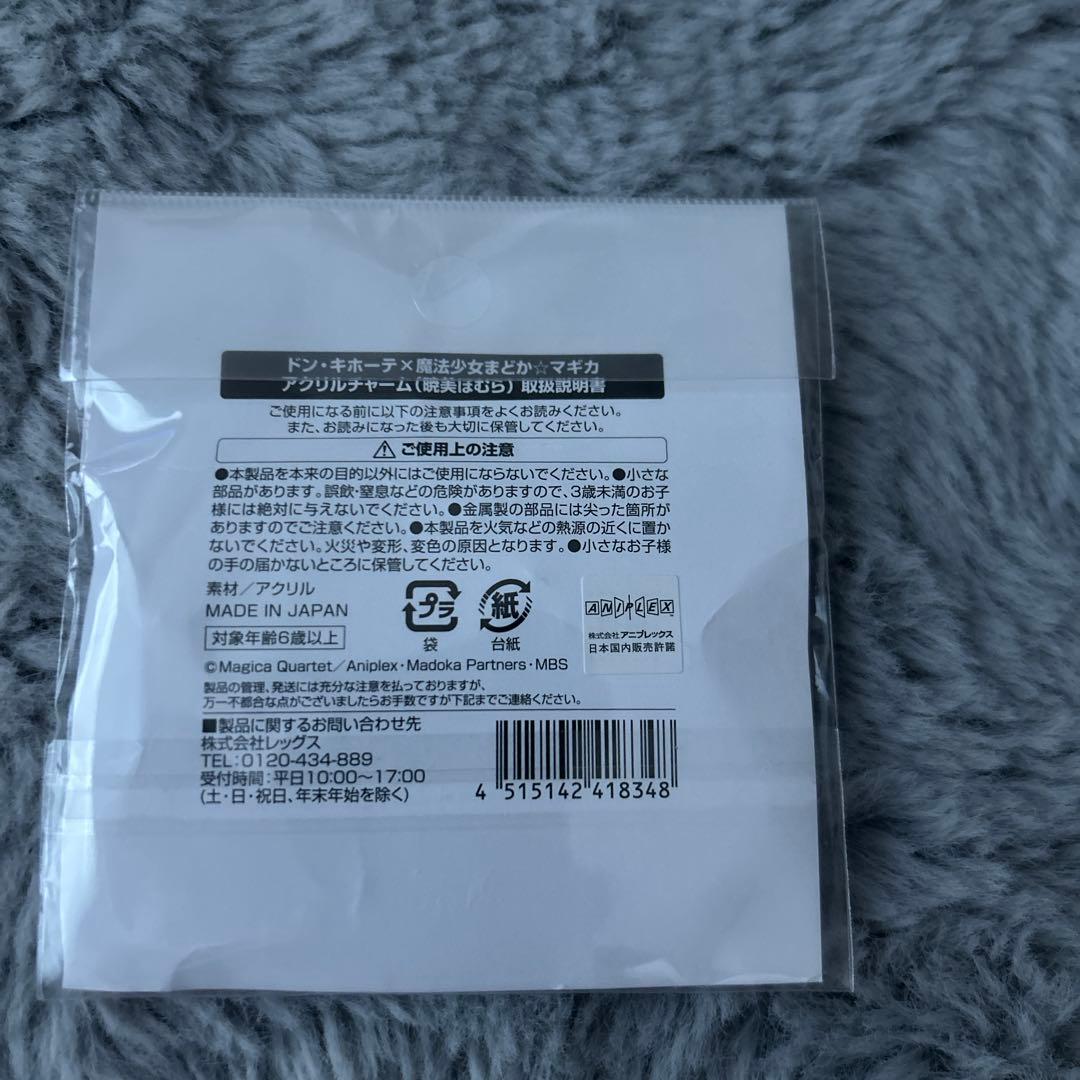 ドン・キホーテ×魔法少女まどか☆マギカ
アクリルチャーム(暁美ほむら)取扱説明書
ご使用になる前に以下の注意事項をよくお読みください。
また、お読みになった後も大切に保管してください。
⚠ ご使用上の注意
●本製品を本来の目的以外にはご使用にならないでください。●小さな
部品があります。誤飲・窒息などの危険がありますので、3歳未満のお子
様には絶対に与えないでください。●金属製の部品には尖った箇所が
ありますのでご注意ください。●本製品を火気などの熱源の近くに置か
ないでください。火災や変形、変色の原因となります。●小さなお子様
の手の届かないところに保管してください。
素材/アクリル
MADE IN JAPAN
対象年齢6歳以上
プラ
袋
紙
台紙
ANIPLEX
株式会社アニプレックス
日本国内販売許諾
©Magica Quartet/Aniplex・Madoka Partners・MBS
製品の管理、発送には充分な注意を払っておりますが、
万一不都合な点がございましたらお手数ですが下記までご連絡ください。
■製品に関するお問い合わせ先
株式会社レッグス
TEL:0120-434-889
受付時間:平日10:00~17:00
(土・日・祝日、年末年始を除く)
4 515142 418348